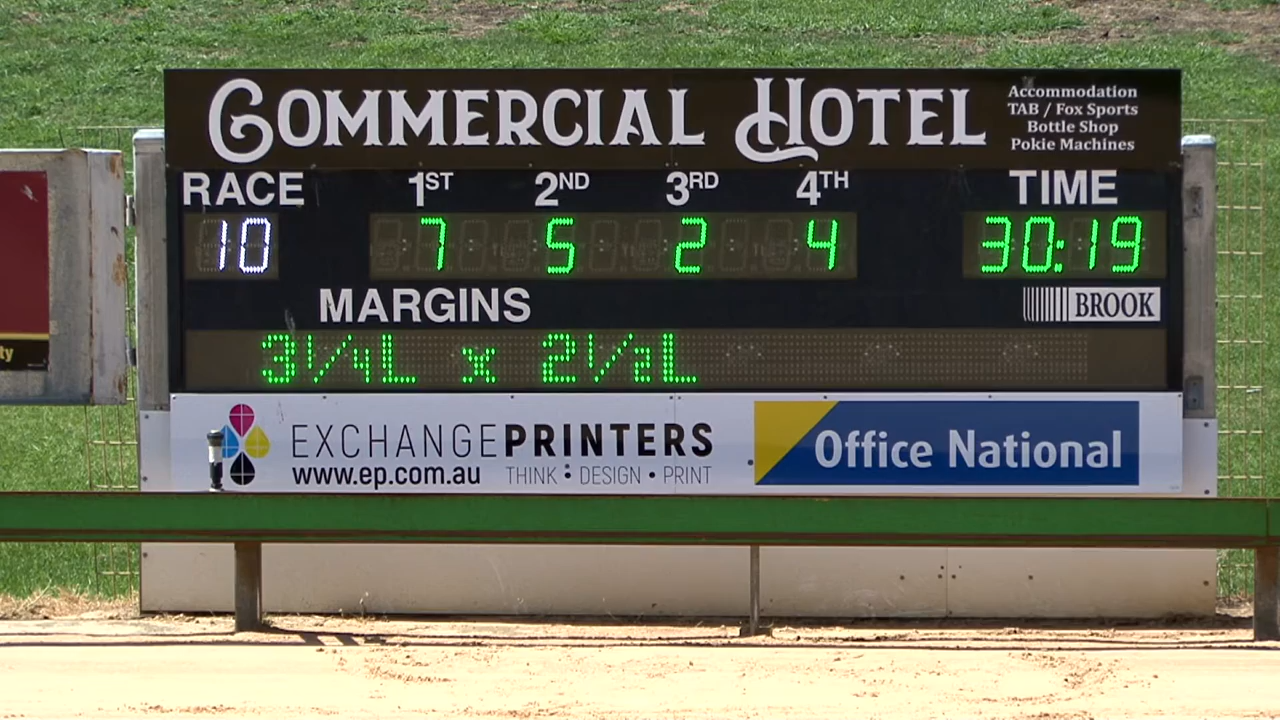 COMMERCIAL HOTEL
Accommodation
TAB / Fox Sports
Bottle Shop
Pokie Machines
RACE 1ST 2ND 3RD 4TH TIME
10 7 5 2 4 30:19
MARGINS
BROOK
3¼L x 2½L
EXCHANGEPRINTERS
www.ep.com.au THINK • DESIGN • PRINT
Office National
ty